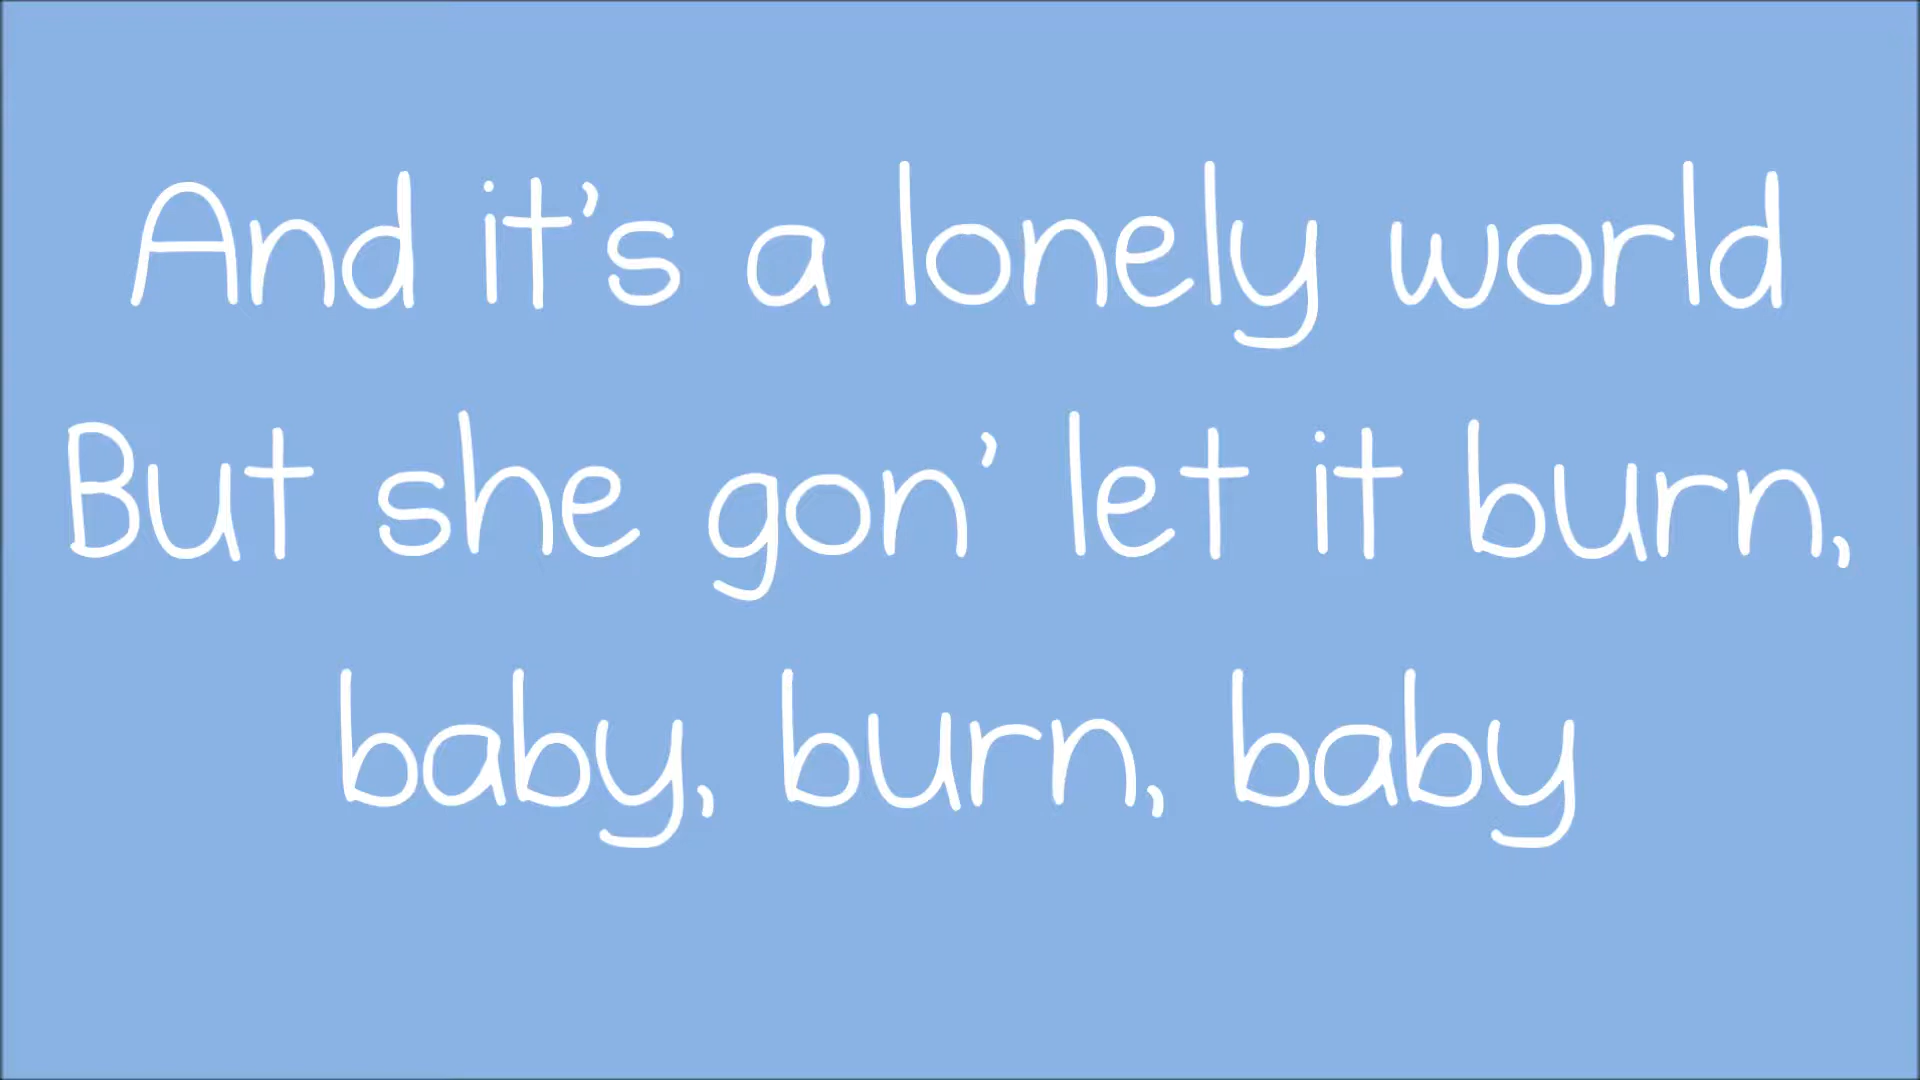 And it's a lonely world
But she gon' let it burn,
baby, burn, baby